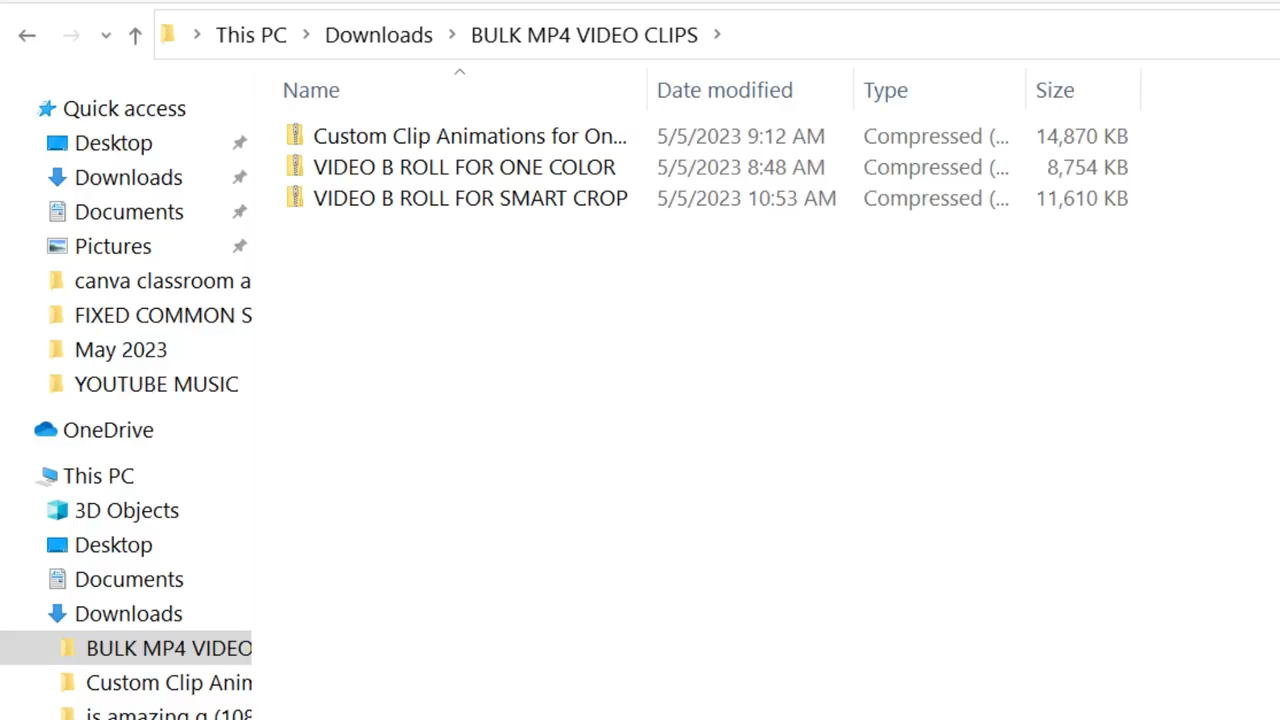 This PC > Downloads > BULK MP4 VIDEO CLIPS >
Name Date modified Type Size
Custom Clip Animations for On... 5/5/2023 9:12 AM Compressed (... 14,870 KB
VIDEO B ROLL FOR ONE COLOR 5/5/2023 8:48 AM Compressed (... 8,754 KB
VIDEO B ROLL FOR SMART CROP 5/5/2023 10:53 AM Compressed (... 11,610 KB
Quick access
Desktop
Downloads
Documents
Pictures
canva classroom a
FIXED COMMON S
May 2023
YOUTUBE MUSIC
OneDrive
This PC
3D Objects
Desktop
Documents
Downloads
BULK MP4 VIDEO
Custom Clip Anim
is amazing g (108